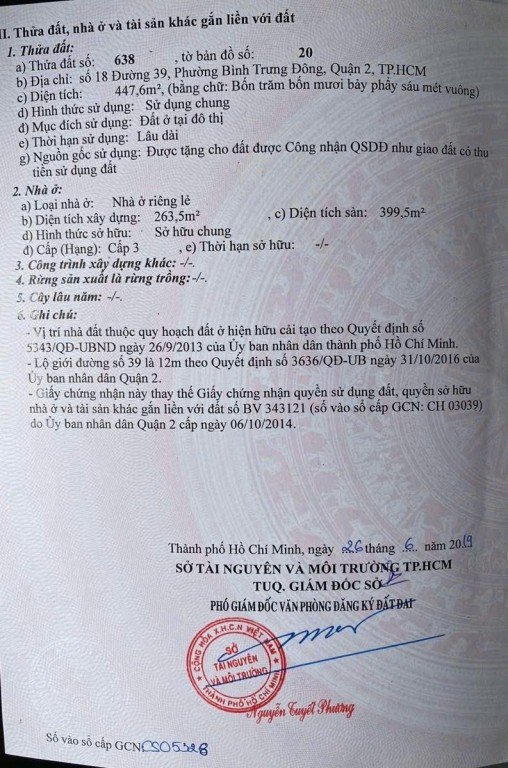 II. Thửa đất, nhà ở và tài sản khác gắn liền với đất
1. Thửa đất:
a) Thửa đất số: 638 , tờ bản đồ số: 20
b) Địa chỉ: số 18 Đường 39, Phường Bình Trưng Đông, Quận 2, TP.HCM
c) Diện tích: 447,6m², (bằng chữ: Bốn trăm bốn mươi bảy phẩy sáu mét vuông)
d) Hình thức sử dụng: Sử dụng chung
đ) Mục đích sử dụng: Đất ở tại đô thị
e) Thời hạn sử dụng: Lâu dài
g) Nguồn gốc sử dụng: Được tặng cho đất được Công nhận QSDĐ như giao đất có thu
tiền sử dụng đất
2. Nhà ở:
a) Loại nhà ở: Nhà ở riêng lẻ
b) Diện tích xây dựng: 263,5m² , c) Diện tích sàn: 399,5m²
d) Hình thức sở hữu: Sở hữu chung
đ) Cấp (Hạng): Cấp 3 , e) Thời hạn sở hữu: -/-
3. Công trình xây dựng khác: -/-.
4. Rừng sản xuất là rừng trồng: -/-.
5. Cây lâu năm: -/-.
6. Ghi chú:
- Vị trí nhà đất thuộc quy hoạch đất ở hiện hữu cải tạo theo Quyết định số
5343/QĐ-UBND ngày 26/9/2013 của Ủy ban nhân dân thành phố Hồ Chí Minh.
- Lộ giới đường số 39 là 12m theo Quyết định số 3636/QĐ-UB ngày 31/10/2016 của
Ủy ban nhân dân Quận 2.
- Giấy chứng nhận này thay thế Giấy chứng nhận quyền sử dụng đất, quyền sở hữu
nhà ở và tài sản khác gắn liền với đất số BV 343121 (số vào sổ cấp GCN: CH 03039)
do Ủy ban nhân dân Quận 2 cấp ngày 06/10/2014.
Thành phố Hồ Chí Minh, ngày 26 tháng 6 năm 2019
SỞ TÀI NGUYÊN VÀ MÔI TRƯỜNG TP.HCM
TUQ. GIÁM ĐỐC SỞ
PHÓ GIÁM ĐỐC VĂN PHÒNG ĐĂNG KÝ ĐẤT ĐAI
CỘNG HÒA X.H.C.N VIỆT NAM
SỞ
TÀI NGUYÊN
VÀ MÔI TRƯỜNG
THÀNH PHỐ HỒ CHÍ MINH
Nguyễn Tuyết Phương
Số vào sổ cấp GCN: CS05328